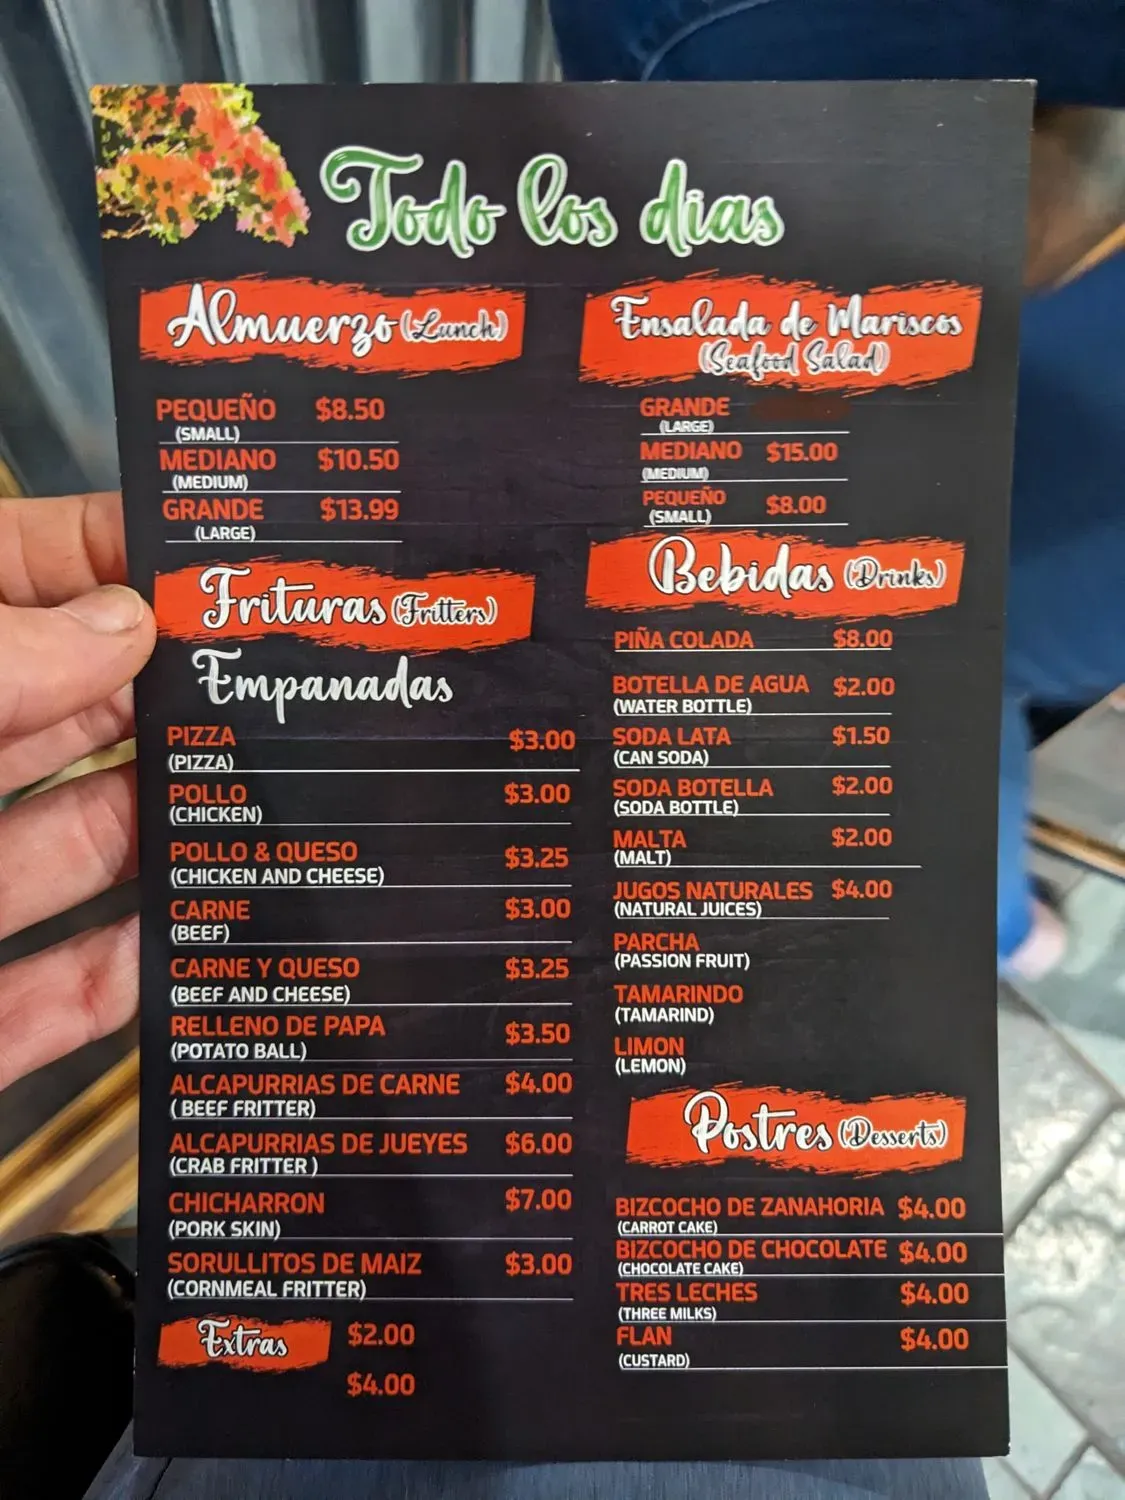 Todo los dias
Almuerzo (Lunch)
PEQUEÑO $8.50
(SMALL)
MEDIANO $10.50
(MEDIUM)
GRANDE $13.99
(LARGE)
Frituras (Fritters)
Empanadas
PIZZA $3.00
(PIZZA)
POLLO $3.00
(CHICKEN)
POLLO & QUESO $3.25
(CHICKEN AND CHEESE)
CARNE $3.00
(BEEF)
CARNE Y QUESO $3.25
(BEEF AND CHEESE)
RELLENO DE PAPA $3.50
(POTATO BALL)
ALCAPURRIAS DE CARNE $4.00
( BEEF FRITTER)
ALCAPURRIAS DE JUEYES $6.00
(CRAB FRITTER )
CHICHARRON $7.00
(PORK SKIN)
SORULLITOS DE MAIZ $3.00
(CORNMEAL FRITTER)
Extras $2.00
$4.00
Ensalada de Mariscos
(Seafood Salad)
GRANDE
(LARGE)
MEDIANO $15.00
(MEDIUM)
PEQUEÑO $8.00
(SMALL)
Bebidas (Drinks)
PIÑA COLADA $8.00
BOTELLA DE AGUA $2.00
(WATER BOTTLE)
SODA LATA $1.50
(CAN SODA)
SODA BOTELLA $2.00
(SODA BOTTLE)
MALTA $2.00
(MALT)
JUGOS NATURALES $4.00
(NATURAL JUICES)
PARCHA
(PASSION FRUIT)
TAMARINDO
(TAMARIND)
LIMON
(LEMON)
Postres (Desserts)
BIZCOCHO DE ZANAHORIA $4.00
(CARROT CAKE)
BIZCOCHO DE CHOCOLATE $4.00
(CHOCOLATE CAKE)
TRES LECHES $4.00
(THREE MILKS)
FLAN $4.00
(CUSTARD)